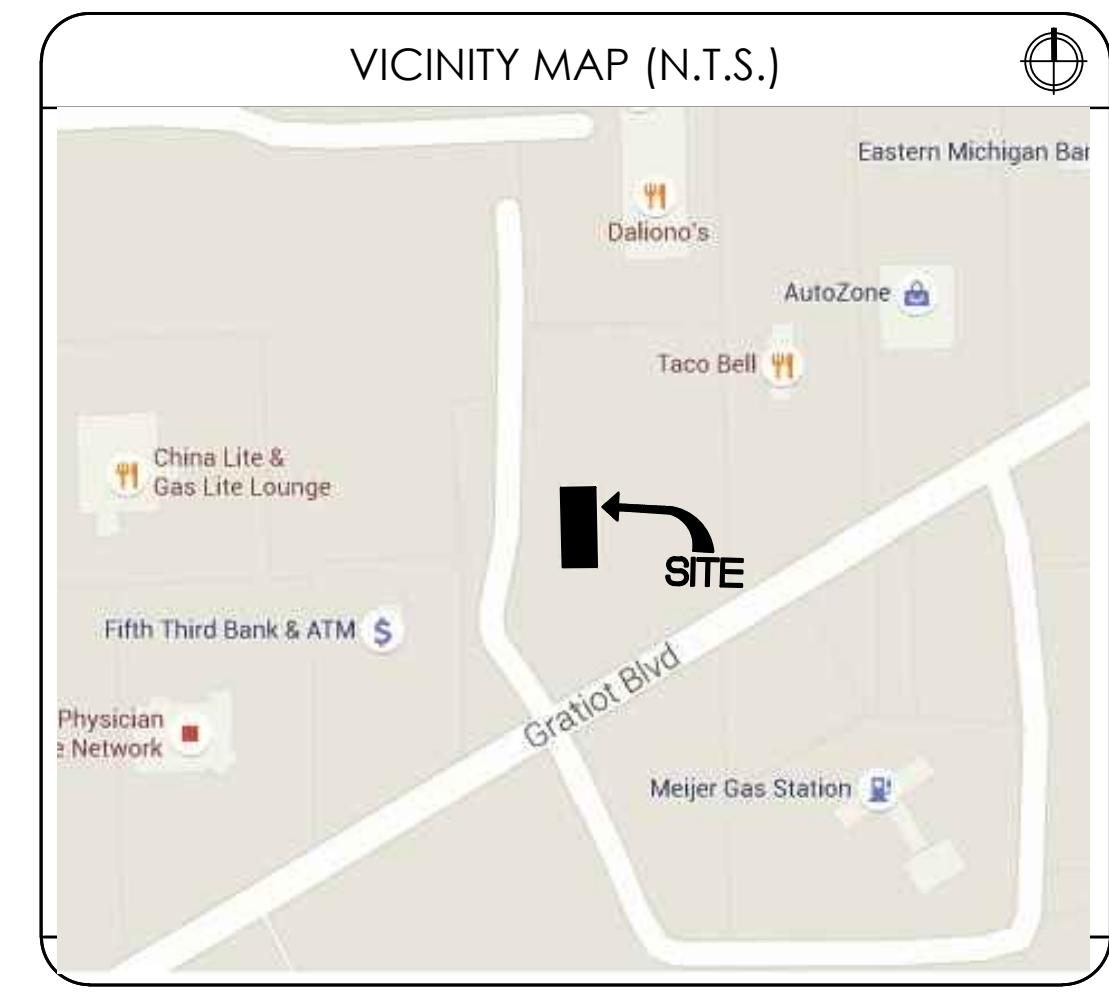 VICINITY MAP (N.T.S.)
Eastern Michigan Bar
Daliono's
AutoZone
Taco Bell
China Lite &
Gas Lite Lounge
SITE
Fifth Third Bank & ATM
$
Gratiot Blvd
Physician
e Network
Meijer Gas Station